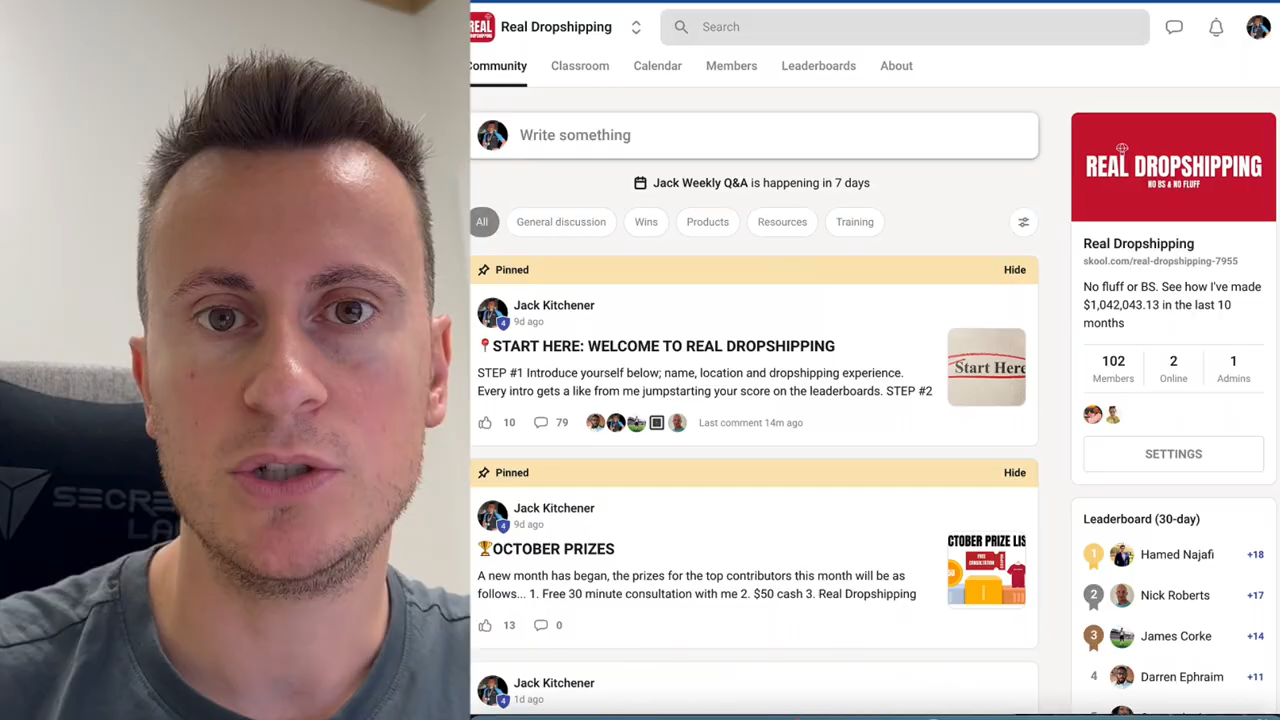 REAL
DROPSHIPPING
Real Dropshipping
Search
Community
Classroom
Calendar
Members
Leaderboards
About
Write something
Jack Weekly Q&A is happening in 7 days
All
General discussion
Wins
Products
Resources
Training
Pinned
Hide
Jack Kitchener
4
9d ago
📍START HERE: WELCOME TO REAL DROPSHIPPING
STEP #1 Introduce yourself below; name, location and dropshipping experience.
Every intro gets a like from me jumpstarting your score on the leaderboards. STEP #2
Start Here
10
79
Last comment 14m ago
Pinned
Hide
Jack Kitchener
4
9d ago
🏆OCTOBER PRIZES
A new month has began, the prizes for the top contributors this month will be as
follows... 1. Free 30 minute consultation with me 2. $50 cash 3. Real Dropshipping
CTOBER PRIZE LIS
FREE
CONSULTATION
13
0
Jack Kitchener
4
1d ago
REAL DROPSHIPPING
NO BS & NO FLUFF
Real Dropshipping
skool.com/real-dropshipping-7955
No fluff or BS. See how I've made
$1,042,043.13 in the last 10
months
102
Members
2
Online
1
Admins
SETTINGS
Leaderboard (30-day)
1
Hamed Najafi
+18
2
Nick Roberts
+17
3
James Corke
+14
4
Darren Ephraim
+11
SECRE
LA